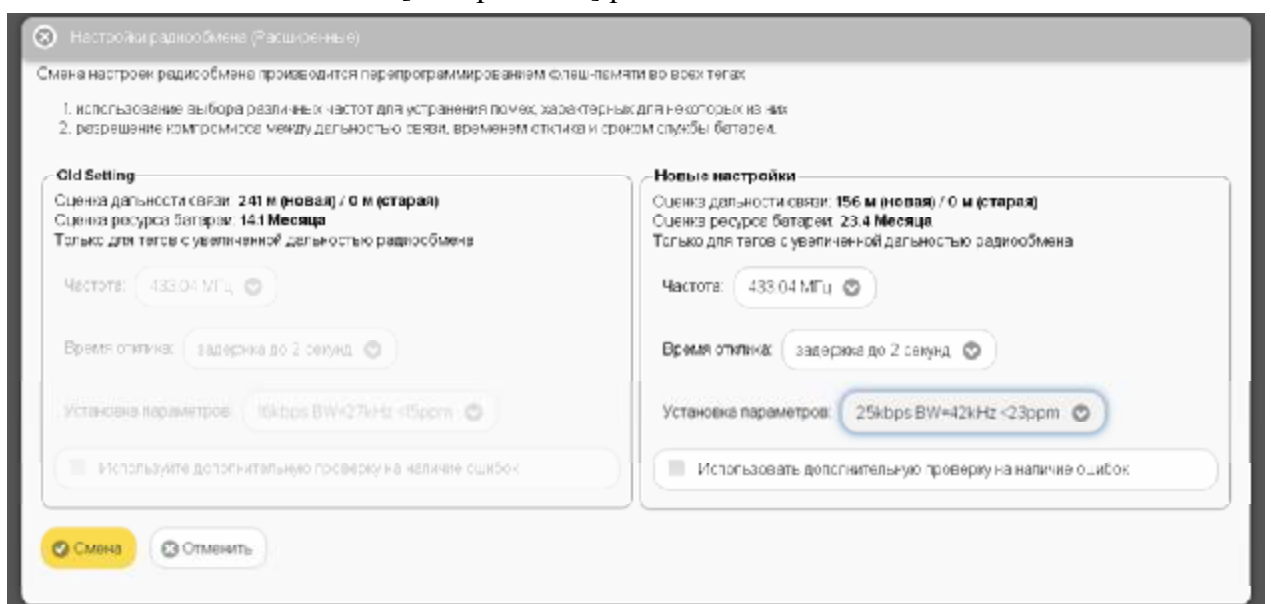 Настройки радиообмена (Расширенные)
Смена настроек радиообмена производится перепрограммированием флеш-памяти во всех тегах
1. использование выбора различных частот для устранения помех, характерных для некоторых из них
2. разрешение компромисса между дальностью связи, временем отклика и сроком службы батареи.
Old Setting
Оценка дальности связи: 241 м (новая) / 0 м (старая)
Оценка ресурса батареи: 14.1 Месяца
Только для тегов с увеличенной дальностью радиообмена
Частота: 433.04 МГц
Время отклика: задержка до 2 секунд
Установка параметров: 16kbps BW=27kHz <15ppm
Используйте дополнительную проверку на наличие ошибок
Новые настройки
Оценка дальности связи: 156 м (новая) / 0 м (старая)
Оценка ресурса батареи: 23.4 Месяца
Только для тегов с увеличенной дальностью радиообмена
Частота: 433.04 МГц
Время отклика: задержка до 2 секунд
Установка параметров: 25kbps BW=42kHz <23ppm
Использовать дополнительную проверку на наличие ошибок
Смена
Отменить